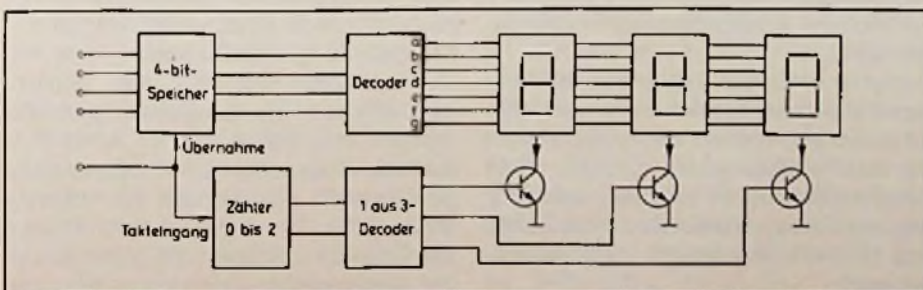 4-bit-
Speicher
Decoder
a
b
c
d
e
f
g
Übernahme
Takteingang
Zähler
0 bis 2
1 aus 3-
Decoder